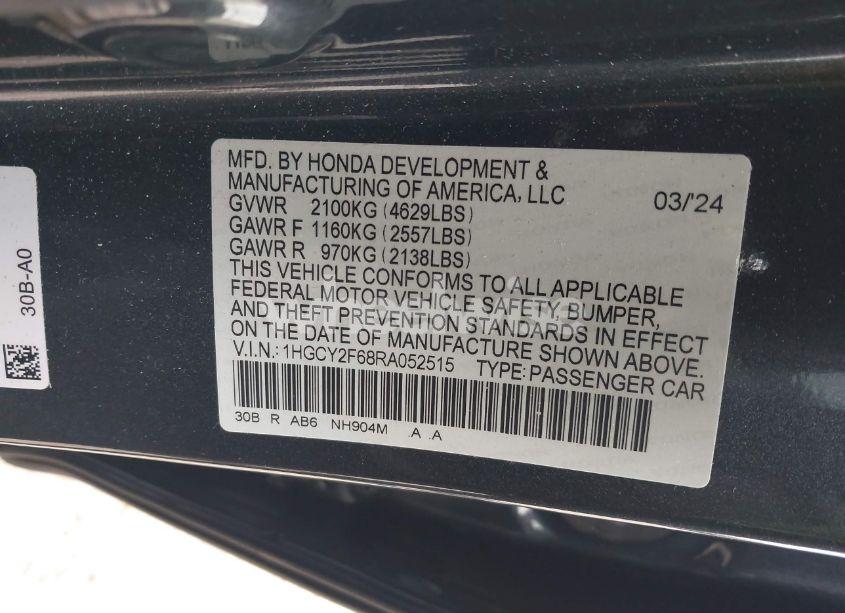 MFD. BY HONDA DEVELOPMENT &
MANUFACTURING OF AMERICA, LLC 03/'24
GVWR 2100KG (4629LBS)
GAWR F 1160KG (2557LBS)
GAWR R 970KG (2138LBS)
THIS VEHICLE CONFORMS TO ALL APPLICABLE
FEDERAL MOTOR VEHICLE SAFETY, BUMPER,
AND THEFT PREVENTION STANDARDS IN EFFECT
ON THE DATE OF MANUFACTURE SHOWN ABOVE.
V.I.N.: 1HGCY2F68RA052515 TYPE: PASSENGER CAR
30B R AB6 NH904M .A .A
30B-A0